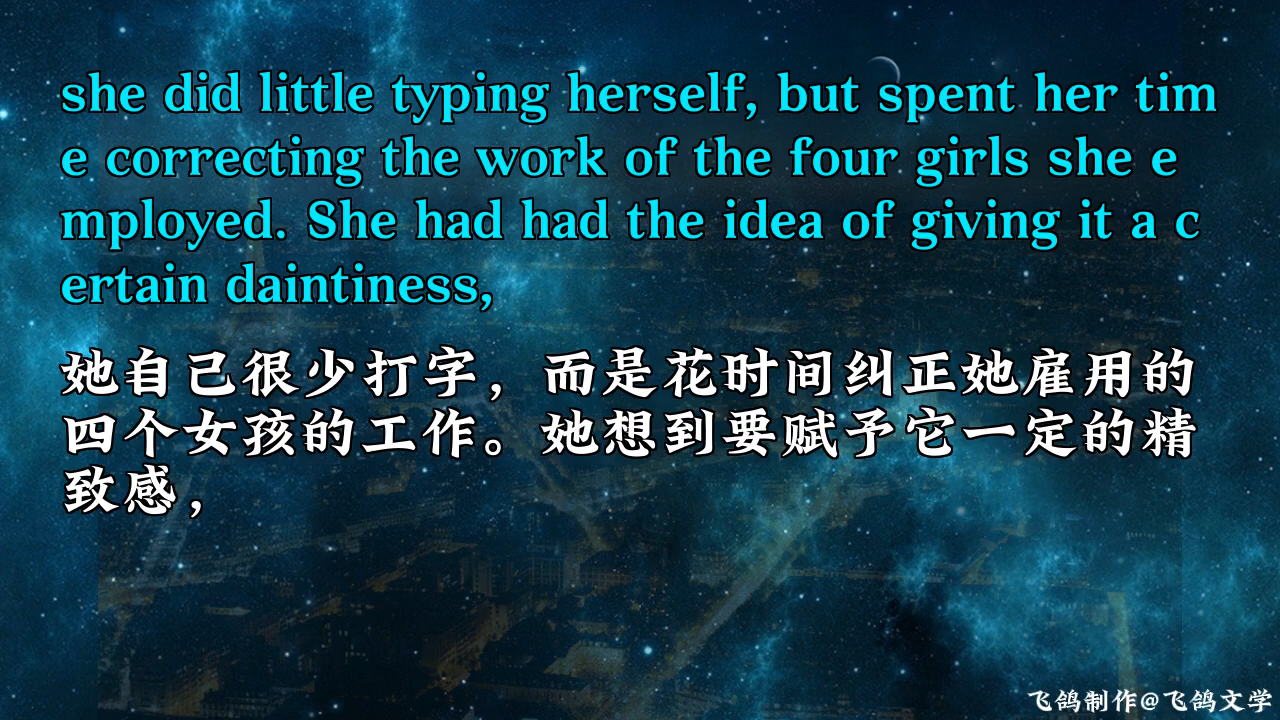 she did little typing herself, but spent her tim
e correcting the work of the four girls she e
mployed. She had had the idea of giving it a c
ertain daintiness,
她自己很少打字，而是花时间纠正她雇用的
四个女孩的工作。她想到要赋予它一定的精
致感，
飞鸽制作@飞鸽文学